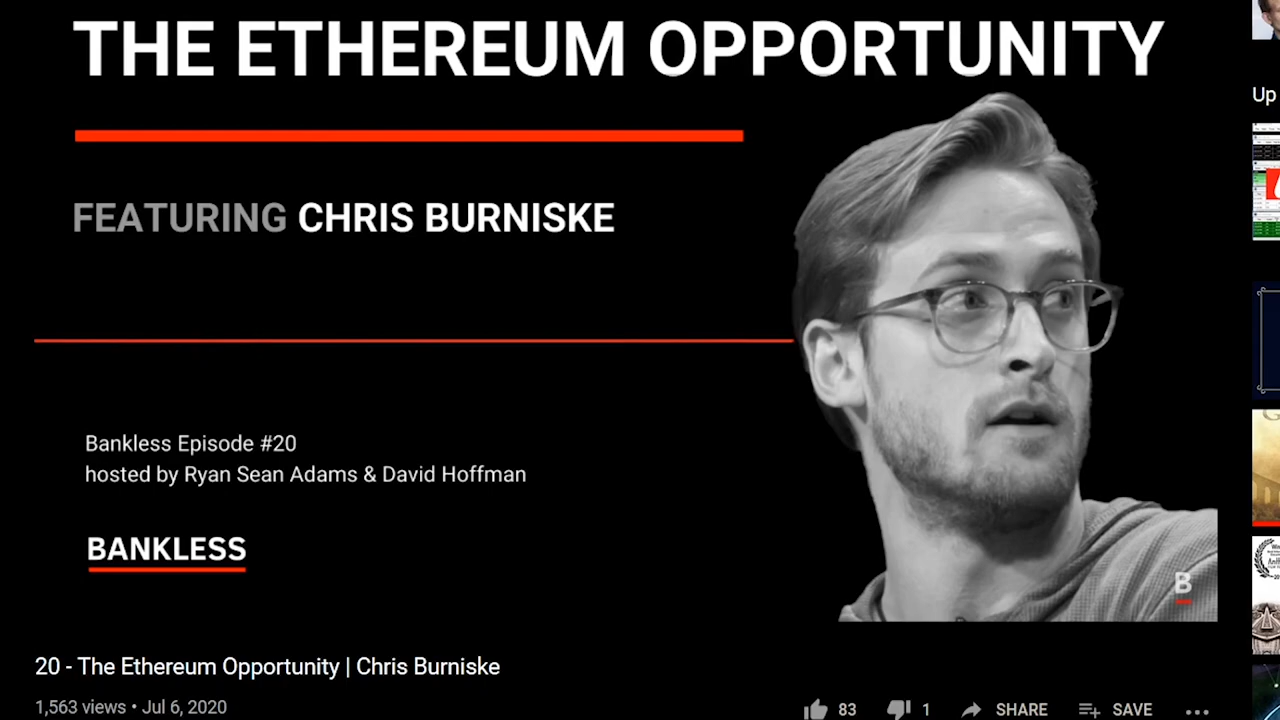 THE ETHEREUM OPPORTUNITY
FEATURING CHRIS BURNISKE
Bankless Episode #20
hosted by Ryan Sean Adams & David Hoffman
BANKLESS
B
20 - The Ethereum Opportunity | Chris Burniske
1,563 views • Jul 6, 2020
83 1 SHARE SAVE
Up